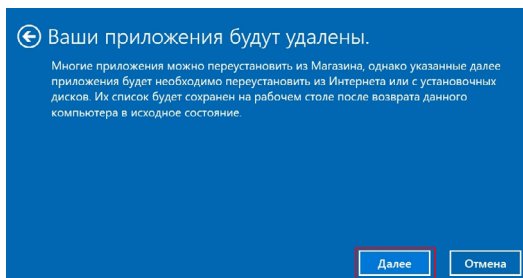 Ваши приложения будут удалены.
Многие приложения можно переустановить из Магазина, однако указанные далее
приложения будет необходимо переустановить из Интернета или с установочных
дисков. Их список будет сохранен на рабочем столе после возврата данного
компьютера в исходное состояние.
Далее Отмена